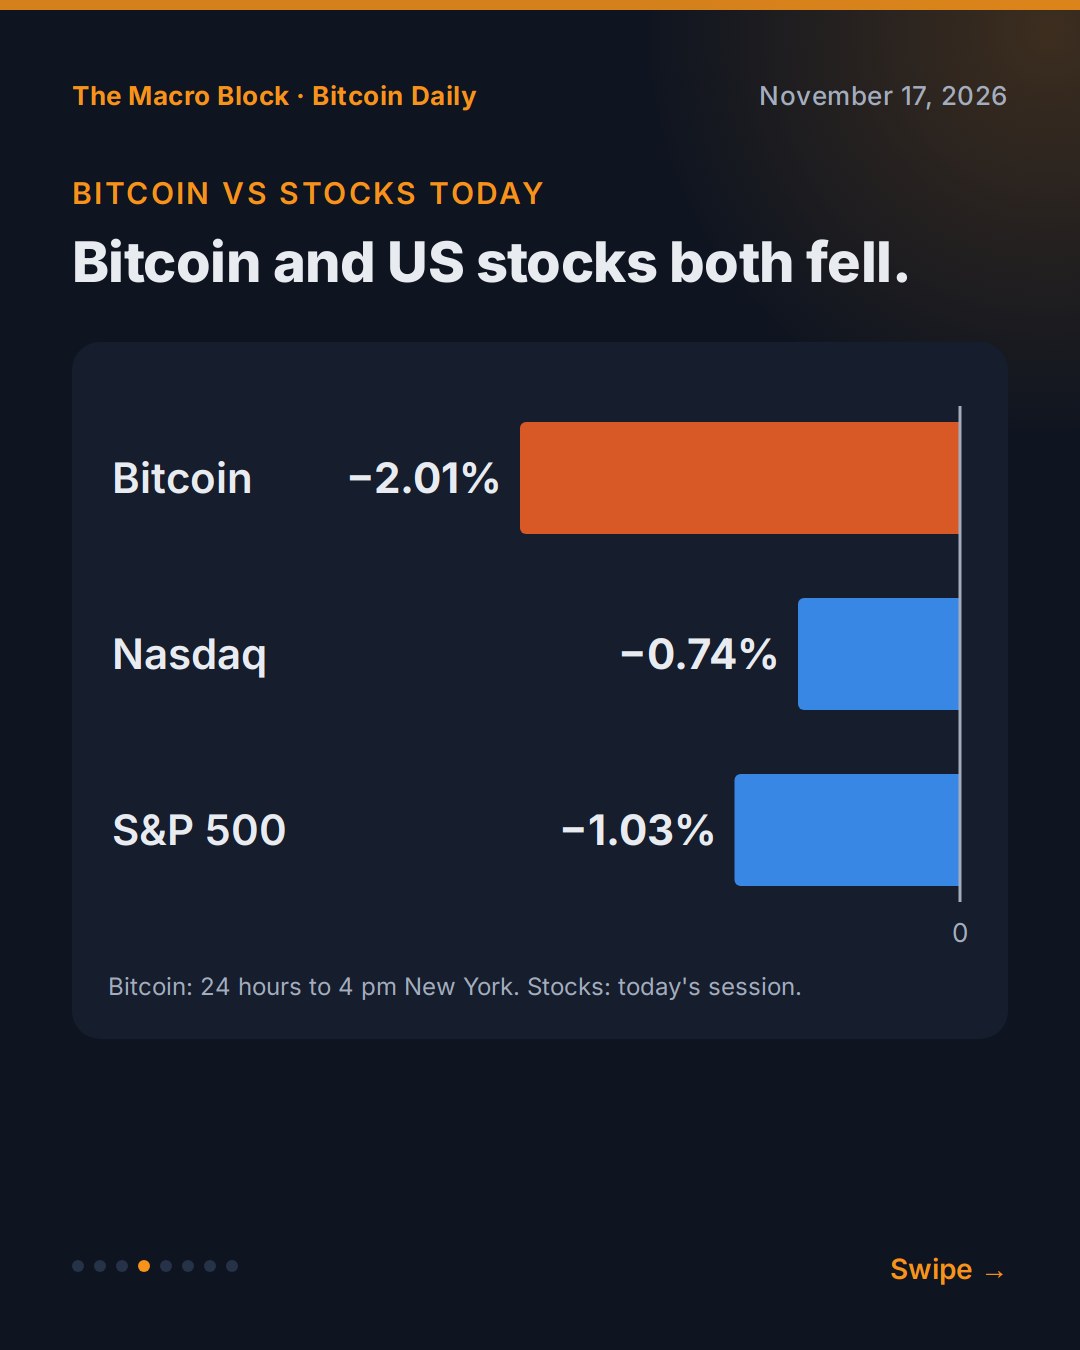 The Macro Block · Bitcoin Daily
November 17, 2026
BITCOIN VS STOCKS TODAY
Bitcoin and US stocks both fell.
Bitcoin −2.01%
Nasdaq −0.74%
S&P 500 −1.03%
0
Bitcoin: 24 hours to 4 pm New York. Stocks: today's session.
Swipe →